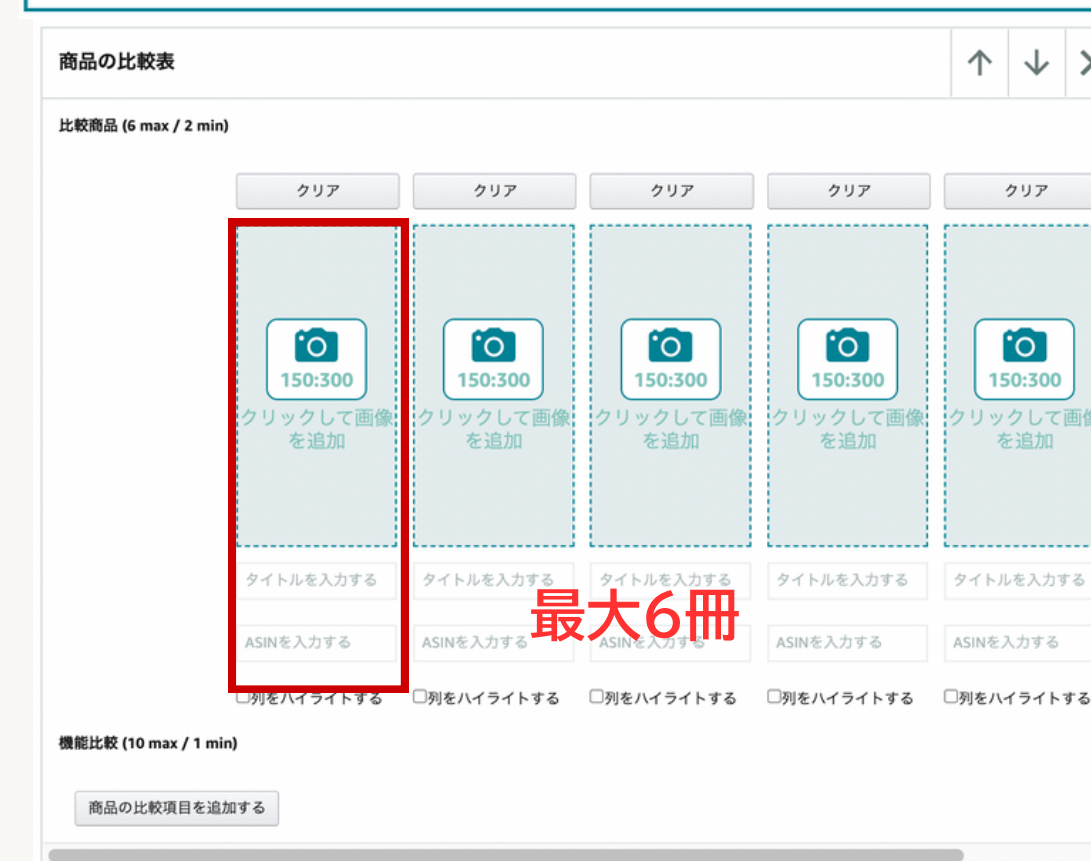 商品の比較表
比較商品 (6 max / 2 min)
クリア クリア クリア クリア クリア
150:300 150:300 150:300 150:300 150:300
クリックして画像 クリックして画像 クリックして画像 クリックして画像 クリックして画像
を追加 を追加 を追加 を追加 を追加
タイトルを入力する タイトルを入力する タイトルを入力する タイトルを入力する タイトルを入力する
最大6冊
ASINを入力する ASINを入力する ASINを入力する ASINを入力する ASINを入力する
列をハイライトする 列をハイライトする 列をハイライトする 列をハイライトする 列をハイライトする
機能比較 (10 max / 1 min)
商品の比較項目を追加する